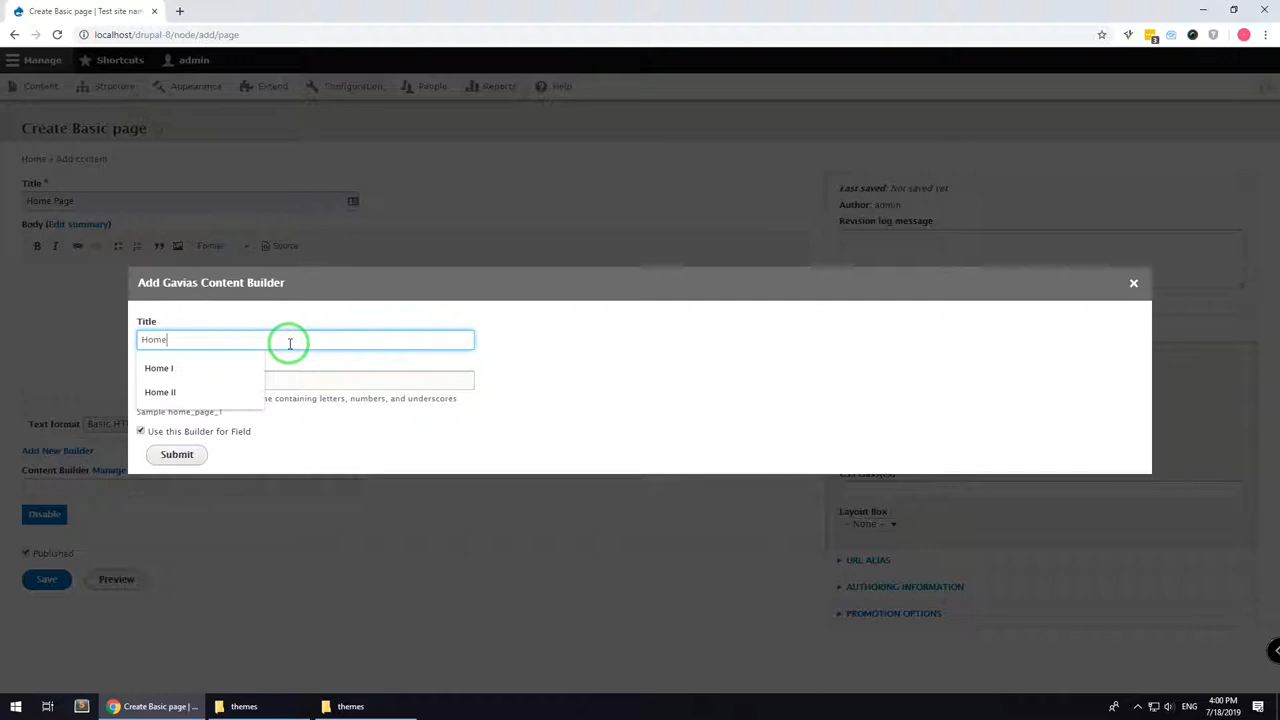 Create Basic page | Test site nam
localhost/drupal-8/node/add/page
3
Manage Shortcuts admin
Content Structure Appearance Extend Configuration People Reports Help
Create Basic page
Home » Add content
Title *
Home Page
Body (Edit summary)
B I Format Source
Last saved: Not saved yet
Author: admin
Revision log message
Add Gavias Content Builder
Title
Home
Home I
Home II
me containing letters, numbers, and underscores
Sample home_page_1
Use this Builder for Field
Submit
Text format Basic HT
Add New Builder
Content Builder Manage
Disable
Published
Save Preview
Layout Box
-- None --
URL ALIAS
AUTHORING INFORMATION
PROMOTION OPTIONS
Create Basic page | ... themes themes
ENG
4:00 PM
7/18/2019